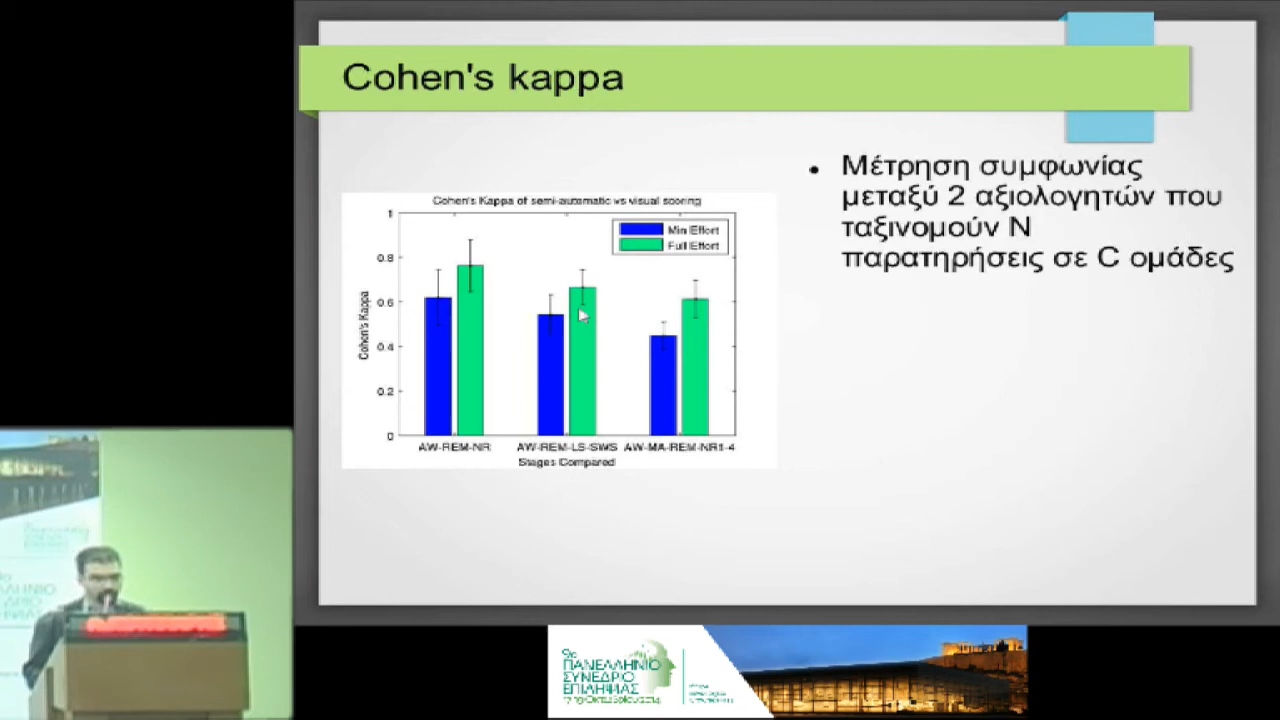 Cohen's kappa
Μέτρηση συμφωνίας
μεταξύ 2 αξιολογητών που
ταξινομούν Ν
παρατηρήσεις σε C ομάδες
Cohen's Kappa of semi-automatic vs visual scoring
Min Effort
Full Effort
Cohen's Kappa
1
0.8
0.6
0.4
0.2
0
AW-REM-NR
AW-REM-LS-SWS
AW-MA-REM-NR1-4
Stages Compared
9ο
ΠΑΝΕΛΛΗΝΙΟ
ΣΥΝΕΔΡΙΟ
ΕΠΙΛΗΨΙΑΣ